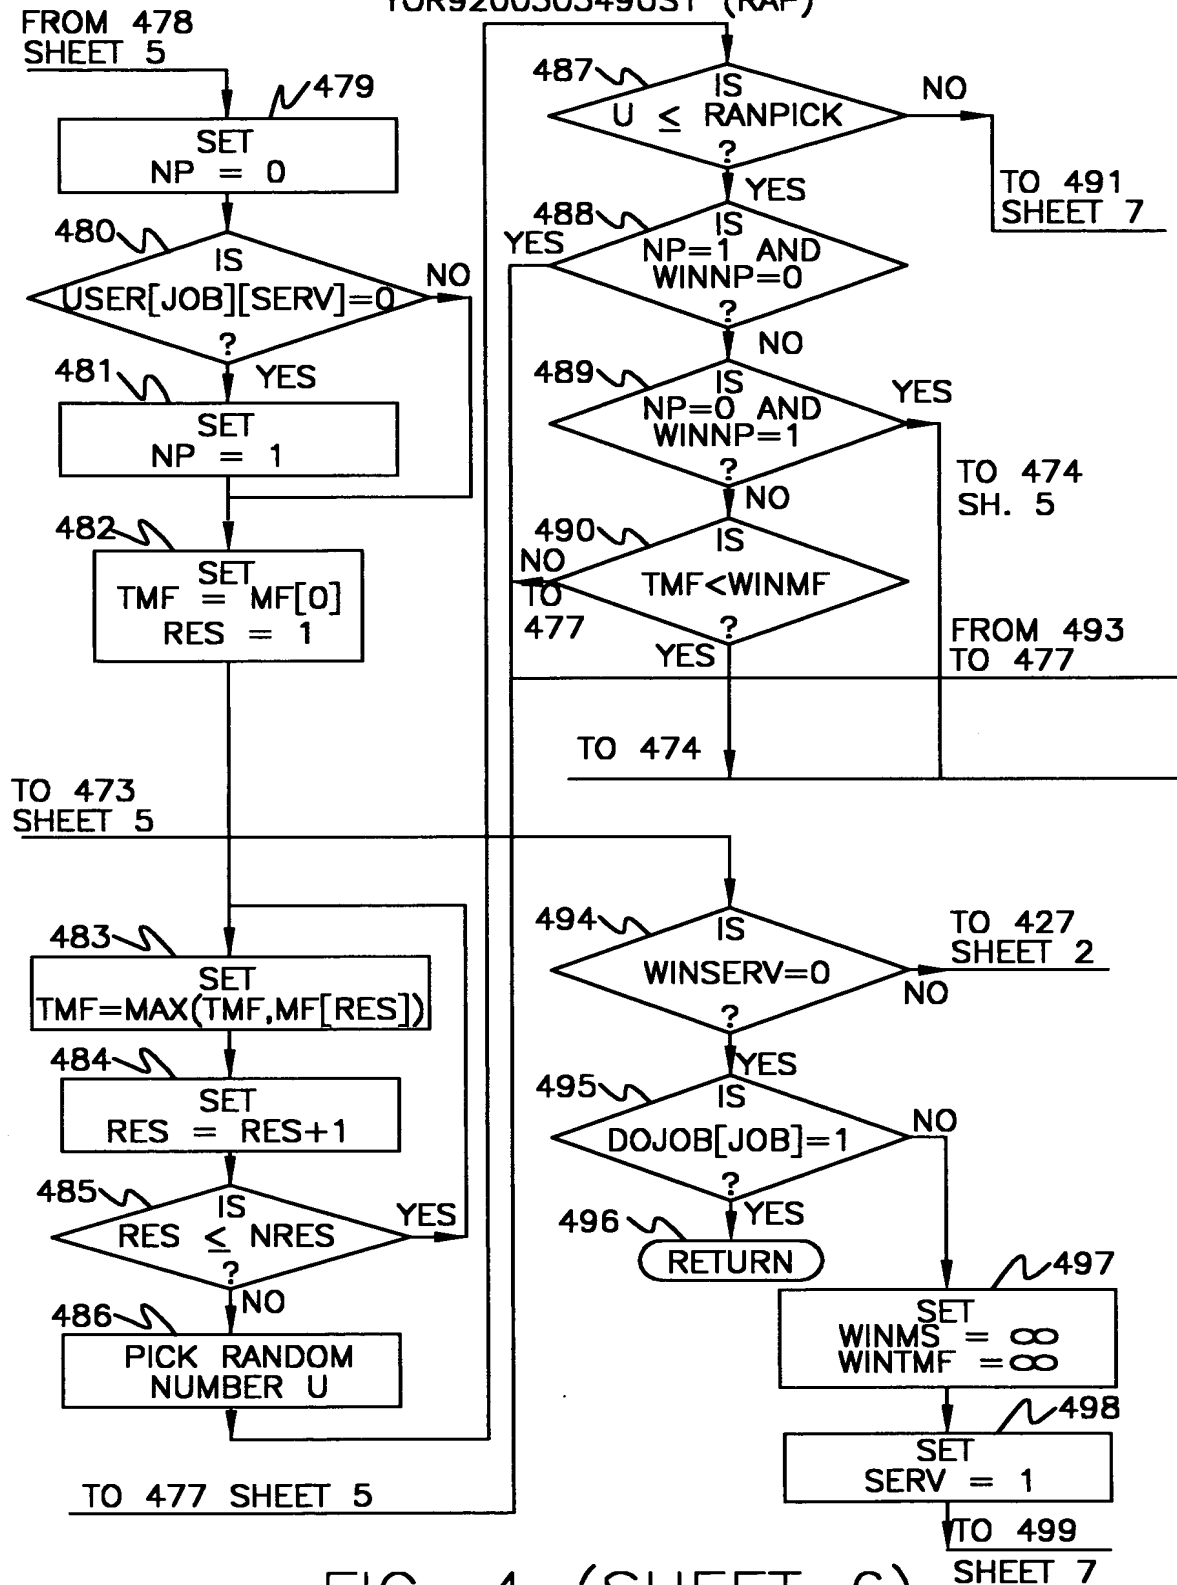 YOR920030349US1 (RAP)
FROM 478
SHEET 5
479
SET
NP = 0
480
IS
USER[JOB][SERV]=0
?
NO
YES
481
SET
NP = 1
482
SET
TMF = MF[0]
RES = 1
TO 473
SHEET 5
483
SET
TMF=MAX(TMF,MF[RES])
484
SET
RES = RES+1
485
IS
RES ≤ NRES
?
YES
NO
486
PICK RANDOM
NUMBER U
TO 477 SHEET 5
487
IS
U ≤ RANPICK
?
NO
TO 491
SHEET 7
YES
488
IS
NP=1 AND
WINNP=0
?
YES
NO
489
IS
NP=0 AND
WINNP=1
?
YES
TO 474
SH. 5
NO
490
IS
TMF<WINMF
?
NO
TO
477
YES
FROM 493
TO 477
TO 474
494
IS
WINSERV=0
?
TO 427
SHEET 2
NO
YES
495
IS
DOJOB[JOB]=1
?
NO
YES
496
RETURN
497
SET
WINMS = ∞
WINTMF =∞
498
SET
SERV = 1
TO 499
SHEET 7
FIG. 4 (SHEET 6)